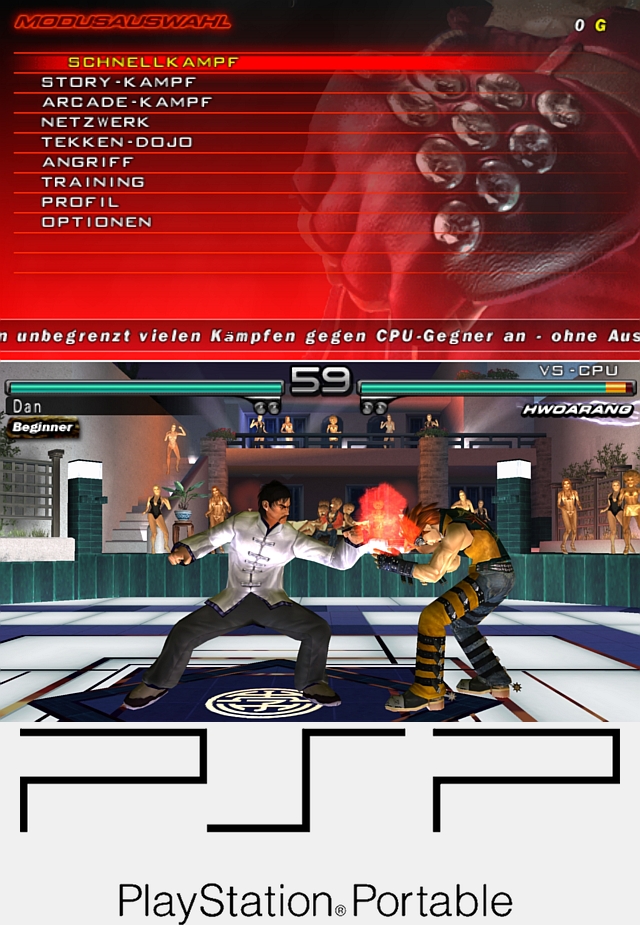 MODUSAUSWAHL
0 G
SCHNELLKAMPF
STORY-KAMPF
ARCADE-KAMPF
NETZWERK
TEKKEN-DOJO
ANGRIFF
TRAINING
PROFIL
OPTIONEN
n unbegrenzt vielen Kämpfen gegen CPU-Gegner an - ohne Aus
59
VS-CPU
Dan
HWOARANG
Beginner
PSP
PlayStation®Portable